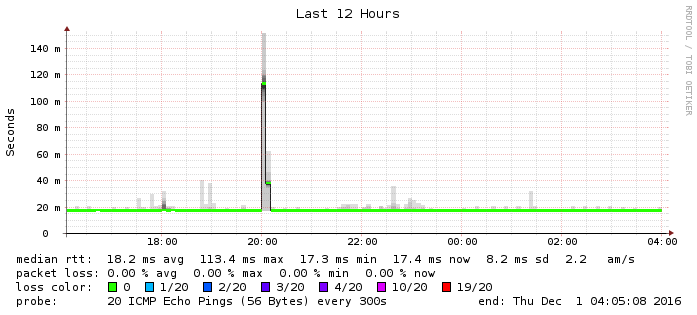 Last 12 Hours
RRDTOOL / TOBI OETIKER
Seconds
140 m
120 m
100 m
80 m
60 m
40 m
20 m
0
18:00 20:00 22:00 00:00 02:00 04:00
median rtt: 18.2 ms avg 113.4 ms max 17.3 ms min 17.4 ms now 8.2 ms sd 2.2 am/s
packet loss: 0.00 % avg 0.00 % max 0.00 % min 0.00 % now
loss color: 0 1/20 2/20 3/20 4/20 10/20 19/20
probe: 20 ICMP Echo Pings (56 Bytes) every 300s end: Thu Dec 1 04:05:08 2016